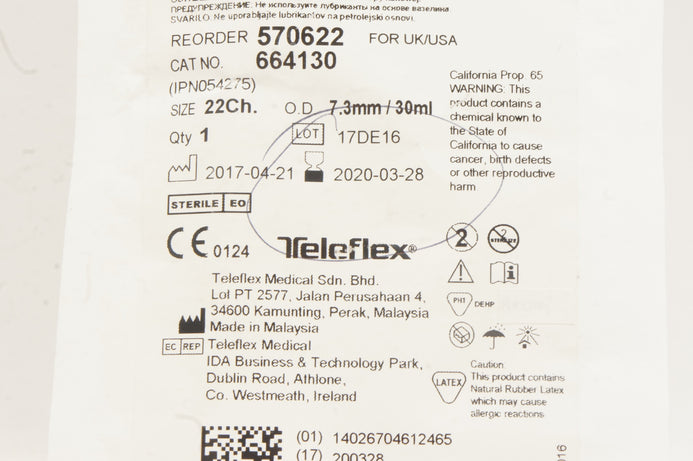 ПРЕДУПРЕЖДЕНИЕ. Не используйте лубриканты на основе вазелина
SVARILO. Ne uporabljajte lubrikantov na petrolejski osnovi.
REORDER 570622 FOR UK/USA
CAT NO. 664130
(IPN054275)
SIZE 22Ch. O.D. 7.3mm / 30ml
Qty 1 LOT 17DE16
2017-04-21 2020-03-28
STERILE EO
California Prop 65
WARNING: This
product contains a
chemical known to
the State of
California to cause
cancer, birth defects
or other reproductive
harm
CE 0124 Teleflex®
2 STERILIZE
Teleflex Medical Sdn. Bhd.
Lot PT 2577, Jalan Perusahaan 4,
34600 Kamunting, Perak, Malaysia
Made in Malaysia
PHT DEHP
EC REP Teleflex Medical
IDA Business & Technology Park,
Dublin Road, Athlone,
Co. Westmeath, Ireland
LATEX
Caution:
This product contains
Natural Rubber Latex
which may cause
allergic reactions.
(01) 14026704612465
(17) 200328